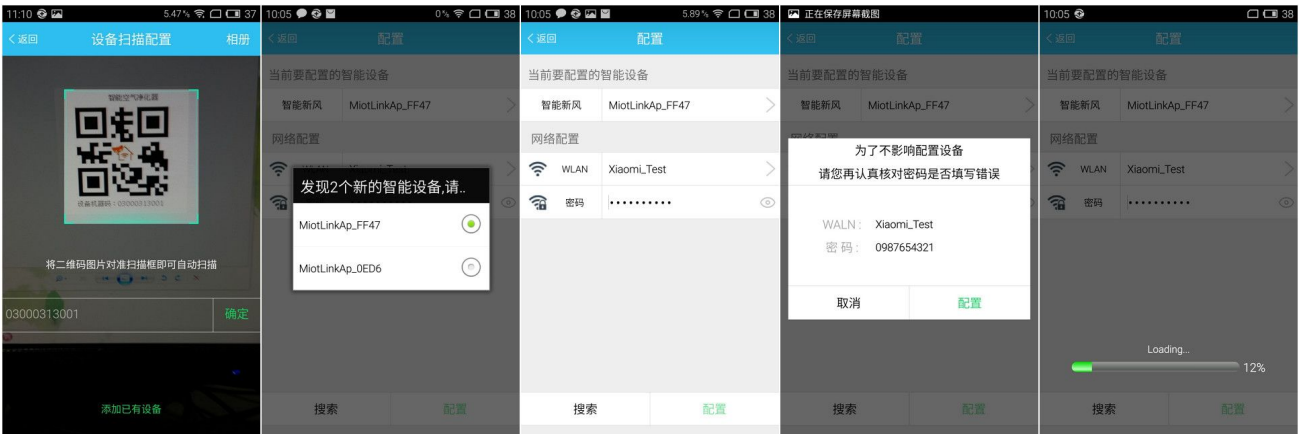 11:10
5.47%
37
返回
设备扫描配置
相册
智能空气净化器
设备机器码：03000313001
将二维码图片对准扫描框即可自动扫描
03000313001
确定
添加已有设备
10:05
0%
38
返回
配置
当前要配置的智能设备
智能新风
MiotLinkAp_FF47
网络配置
WLAN
发现2个新的智能设备,请..
MiotLinkAp_FF47
MiotLinkAp_0ED6
搜索
配置
10:05
5.89%
38
返回
配置
当前要配置的智能设备
智能新风
MiotLinkAp_FF47
网络配置
WLAN
Xiaomi_Test
密码
••••••••••
搜索
配置
正在保存屏幕截图
返回
配置
当前要配置的智能设备
智能新风
MiotLinkAp_FF47
网络配置
为了不影响配置设备
请您再认真核对密码是否填写错误
WALN： Xiaomi_Test
密 码： 0987654321
取消
配置
搜索
配置
10:05
38
返回
配置
当前要配置的智能设备
智能新风
MiotLinkAp_FF47
网络配置
WLAN
Xiaomi_Test
密码
••••••••••
Loading...
12%
搜索
配置